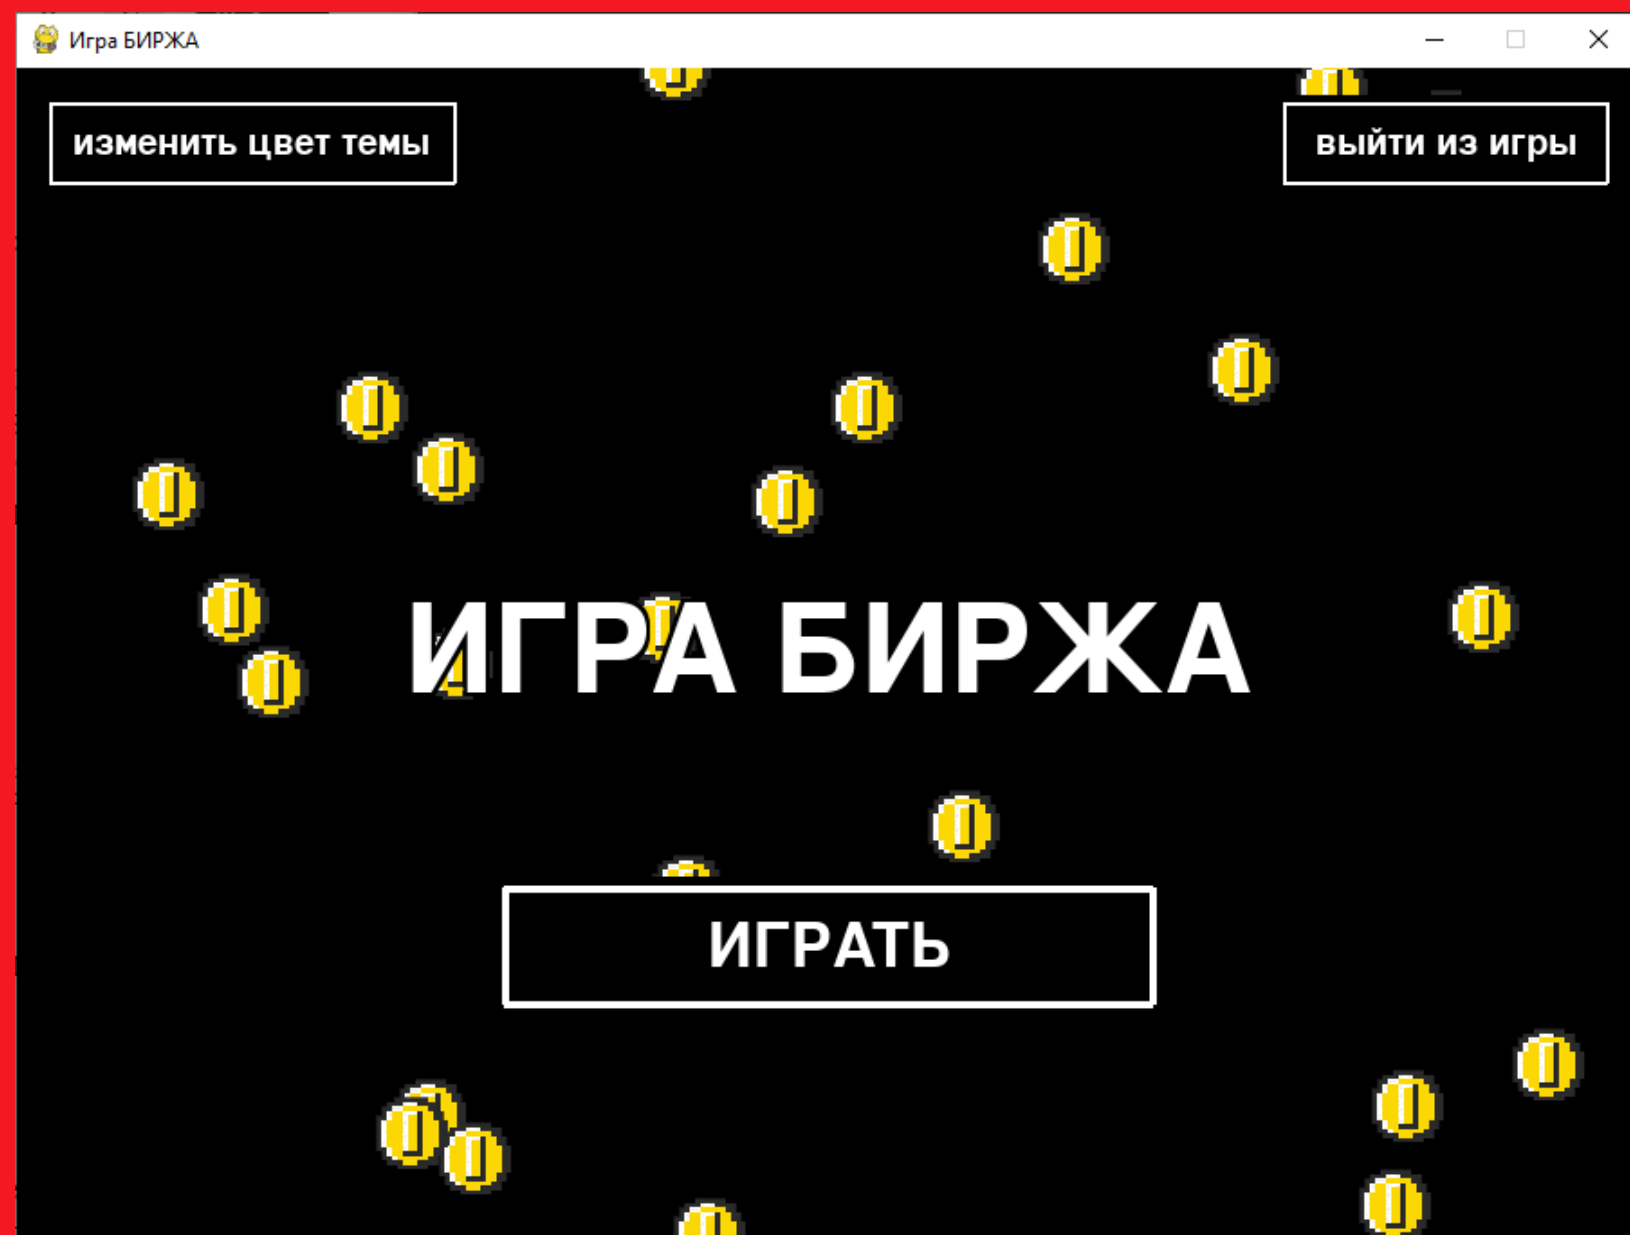 Игра БИРЖА
изменить цвет темы
выйти из игры
ИГРА БИРЖА
ИГРАТЬ